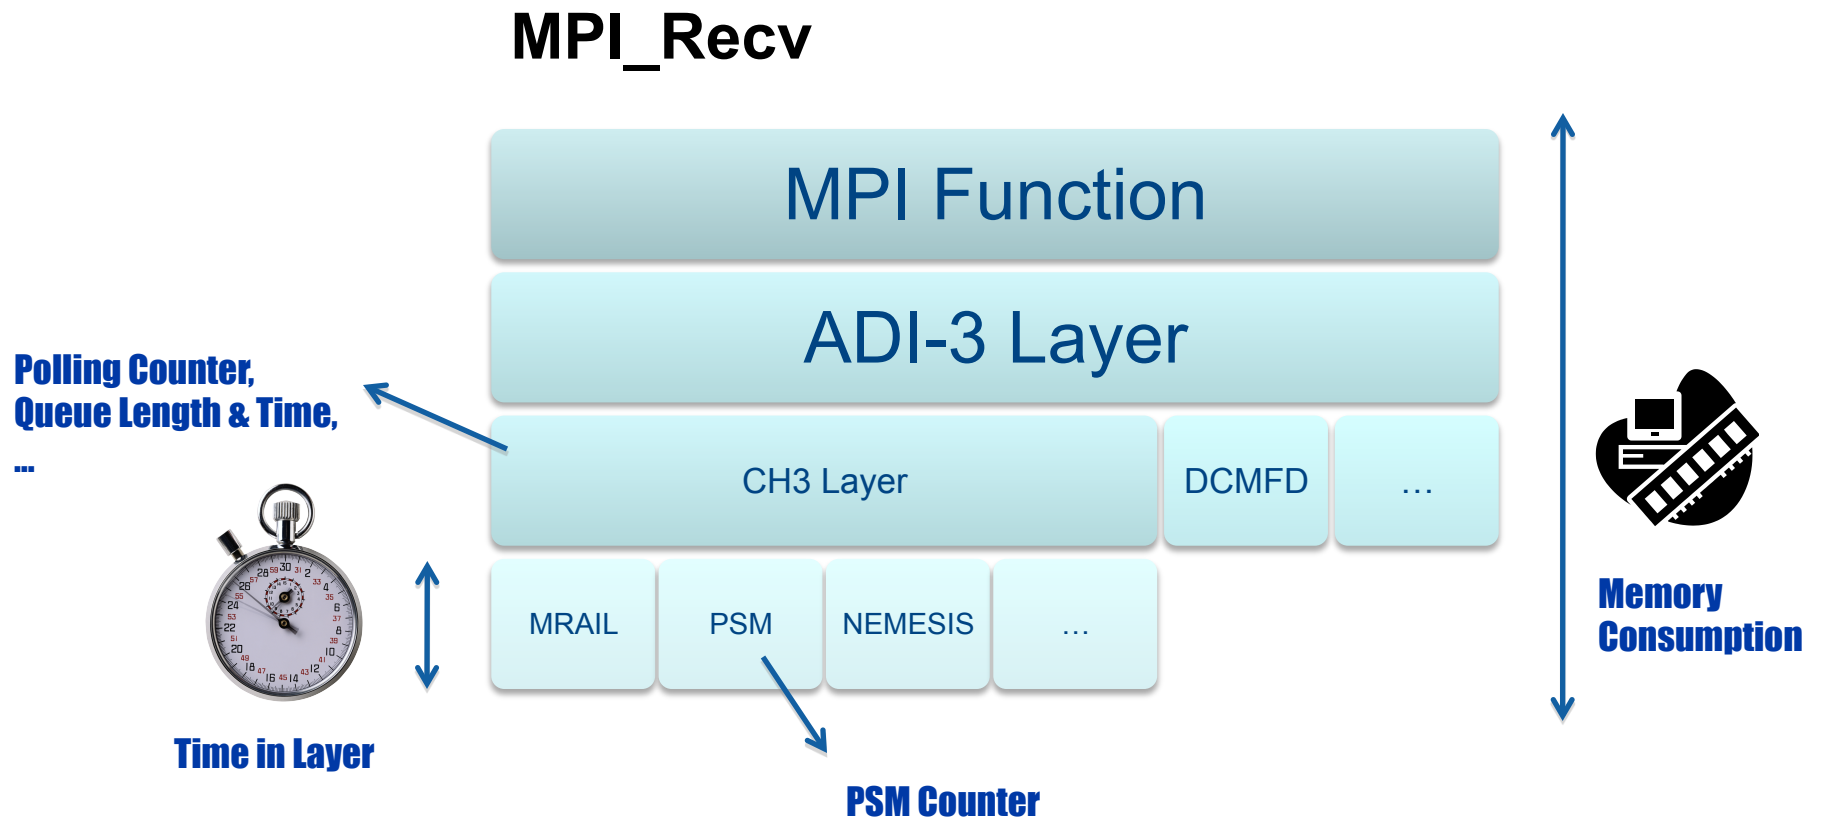 MPI_Recv
MPI Function
ADI-3 Layer
Polling Counter,
Queue Length & Time,
...
CH3 Layer
DCMFD
...
MRAIL
PSM
NEMESIS
...
Memory
Consumption
Time in Layer
PSM Counter